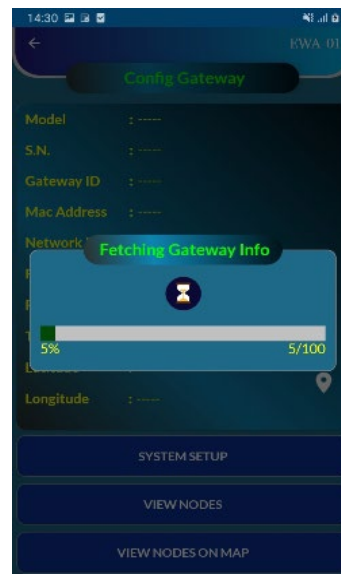 14:30
EWA 01
Config Gateway
Model : -----
S.N. : -----
Gateway ID : -----
Mac Address : -----
Network
Fetching Gateway Info
5% 5/100
Longitude : -----
SYSTEM SETUP
VIEW NODES
VIEW NODES ON MAP